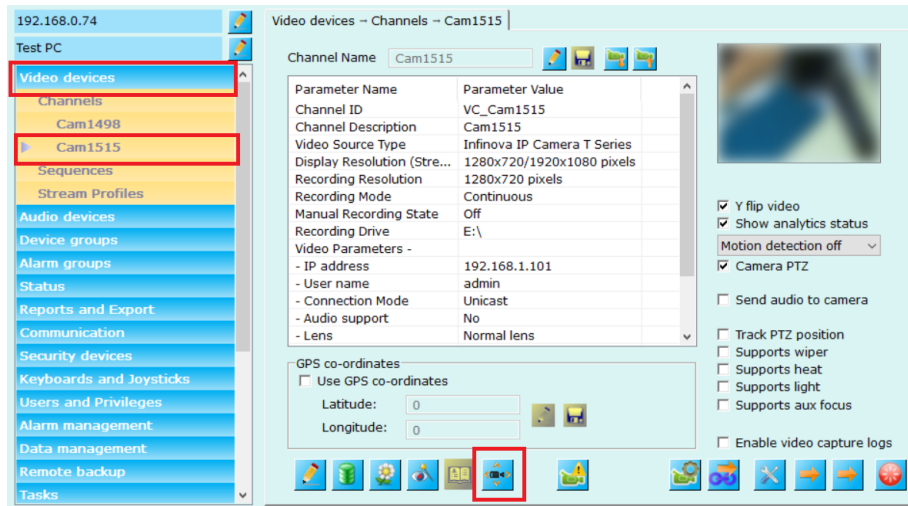 192.168.0.74
Test PC
Video devices
Channels
Cam1498
Cam1515
Sequences
Stream Profiles
Audio devices
Device groups
Alarm groups
Status
Reports and Export
Communication
Security devices
Keyboards and Joysticks
Users and Privileges
Alarm management
Data management
Remote backup
Tasks
Video devices → Channels → Cam1515
Channel Name Cam1515
Parameter Name Parameter Value
Channel ID VC_Cam1515
Channel Description Cam1515
Video Source Type Infinova IP Camera T Series
Display Resolution (Stre... 1280x720/1920x1080 pixels
Recording Resolution 1280x720 pixels
Recording Mode Continuous
Manual Recording State Off
Recording Drive E:\
Video Parameters -
- IP address 192.168.1.101
- User name admin
- Connection Mode Unicast
- Audio support No
- Lens Normal lens
GPS co-ordinates
Use GPS co-ordinates
Latitude: 0
Longitude: 0
Y flip video
Show analytics status
Motion detection off
Camera PTZ
Send audio to camera
Track PTZ position
Supports wiper
Supports heat
Supports light
Supports aux focus
Enable video capture logs